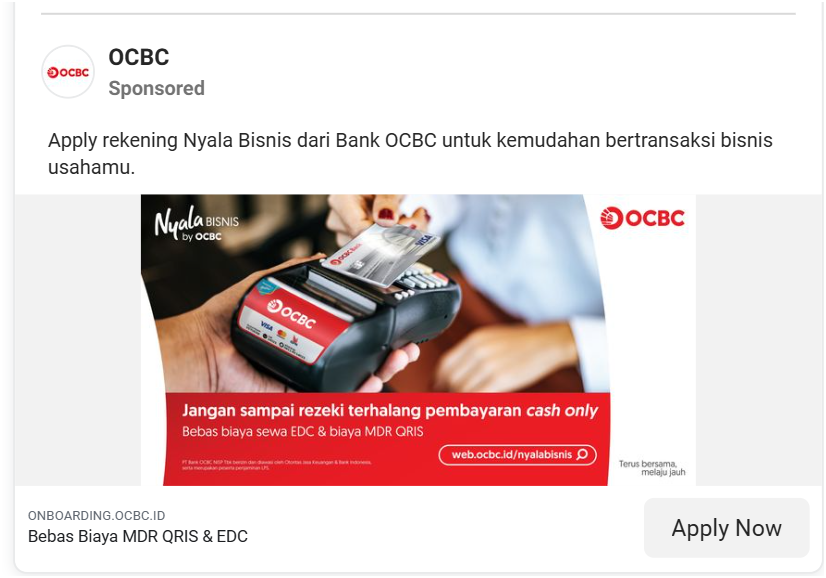 OCBC
OCBC
Sponsored
Apply rekening Nyala Bisnis dari Bank OCBC untuk kemudahan bertransaksi bisnis
usahamu.
Nyala BISNIS
by OCBC
OCBC
OCBC Bank
VISA
OCBC
VISA
Jangan sampai rezeki terhalang pembayaran cash only
Bebas biaya sewa EDC & biaya MDR QRIS
web.ocbc.id/nyalabisnis
PT Bank OCBC NISP Tbk berizin dan diawasi oleh Otoritas Jasa Keuangan & Bank Indonesia,
serta merupakan peserta penjaminan LPS.
Terus bersama,
melaju jauh
ONBOARDING.OCBC.ID
Bebas Biaya MDR QRIS & EDC
Apply Now